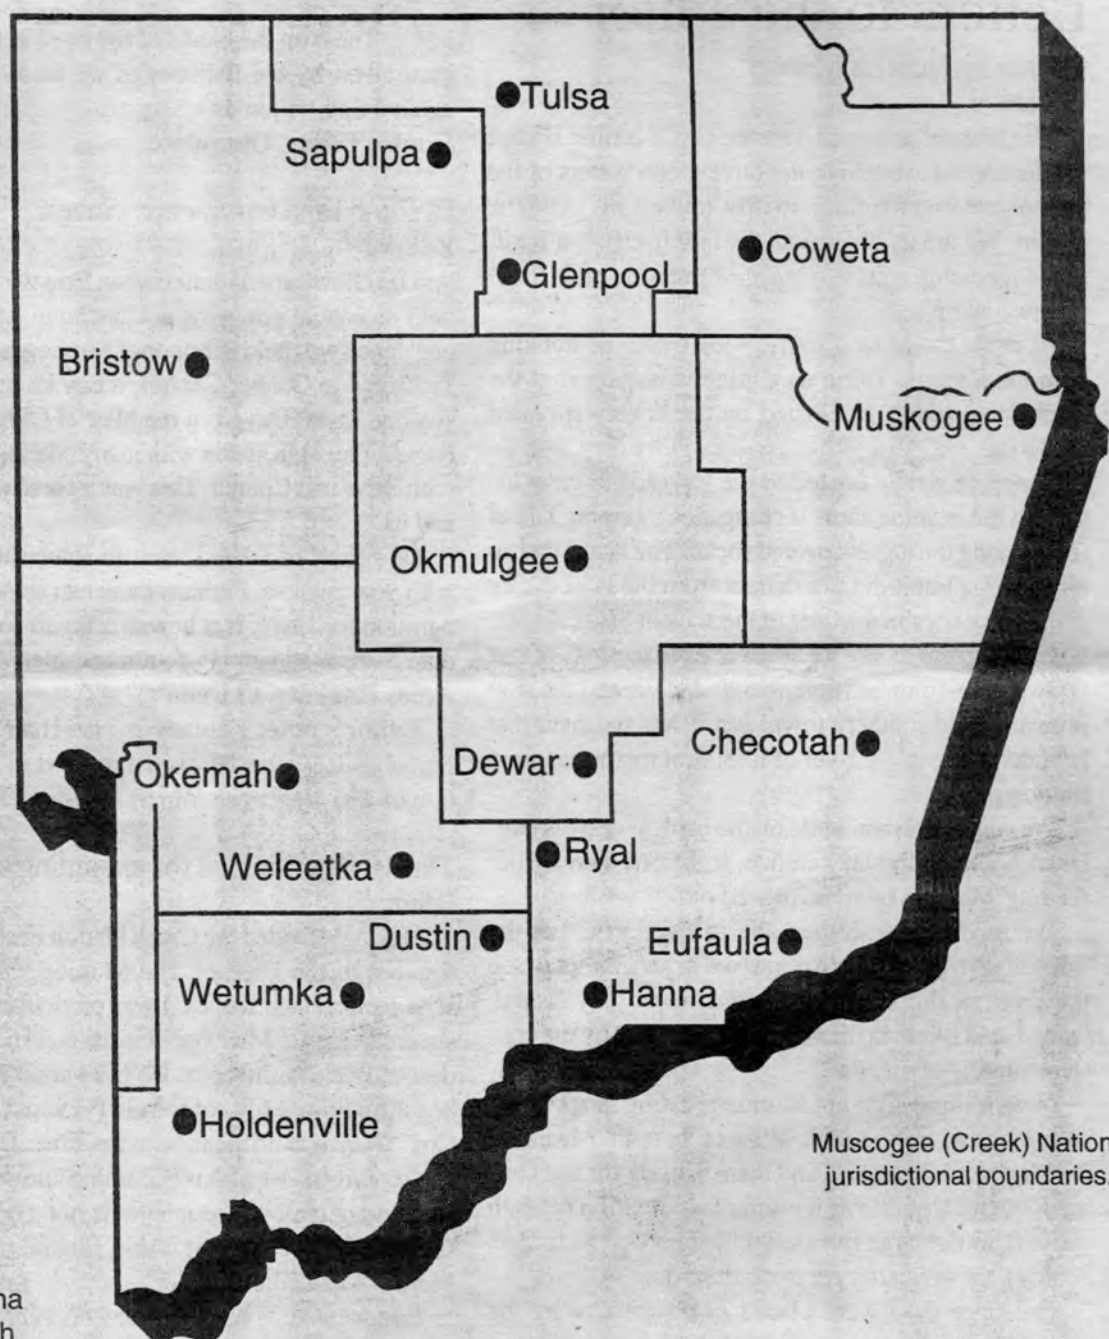 Tulsa
Sapulpa
Coweta
Glenpool
Bristow
Muskogee
Okmulgee
Checotah
Dewar
Okemah
Ryal
Weleetka
Dustin
Eufaula
Wetumka
Hanna
Holdenville
Muscogee (Creek) Nation
jurisdictional boundaries.
na
h